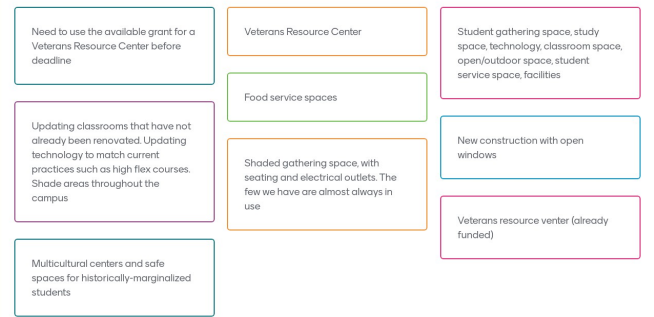 Need to use the available grant for a
Veterans Resource Center before
deadline
Updating classrooms that have not
already been renovated. Updating
technology to match current
practices such as high flex courses.
Shade areas throughout the
campus
Multicultural centers and safe
spaces for historically-marginalized
students
Veterans Resource Center
Food service spaces
Shaded gathering space, with
seating and electrical outlets. The
few we have are almost always in
use
Student gathering space, study
space, technology, classroom space,
open/outdoor space, student
service space, facilities
New construction with open
windows
Veterans resource venter (already
funded)